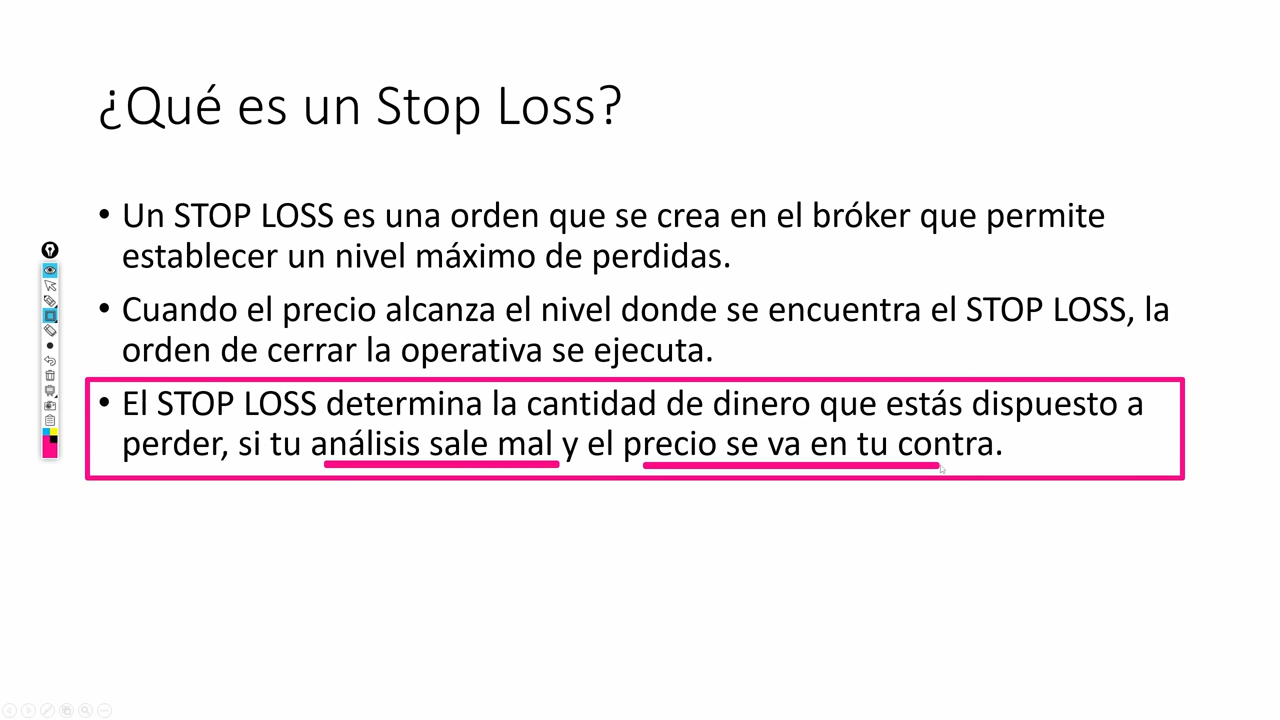 ¿Qué es un Stop Loss?
• Un STOP LOSS es una orden que se crea en el bróker que permite
establecer un nivel máximo de perdidas.
• Cuando el precio alcanza el nivel donde se encuentra el STOP LOSS, la
orden de cerrar la operativa se ejecuta.
• El STOP LOSS determina la cantidad de dinero que estás dispuesto a
perder, si tu análisis sale mal y el precio se va en tu contra.